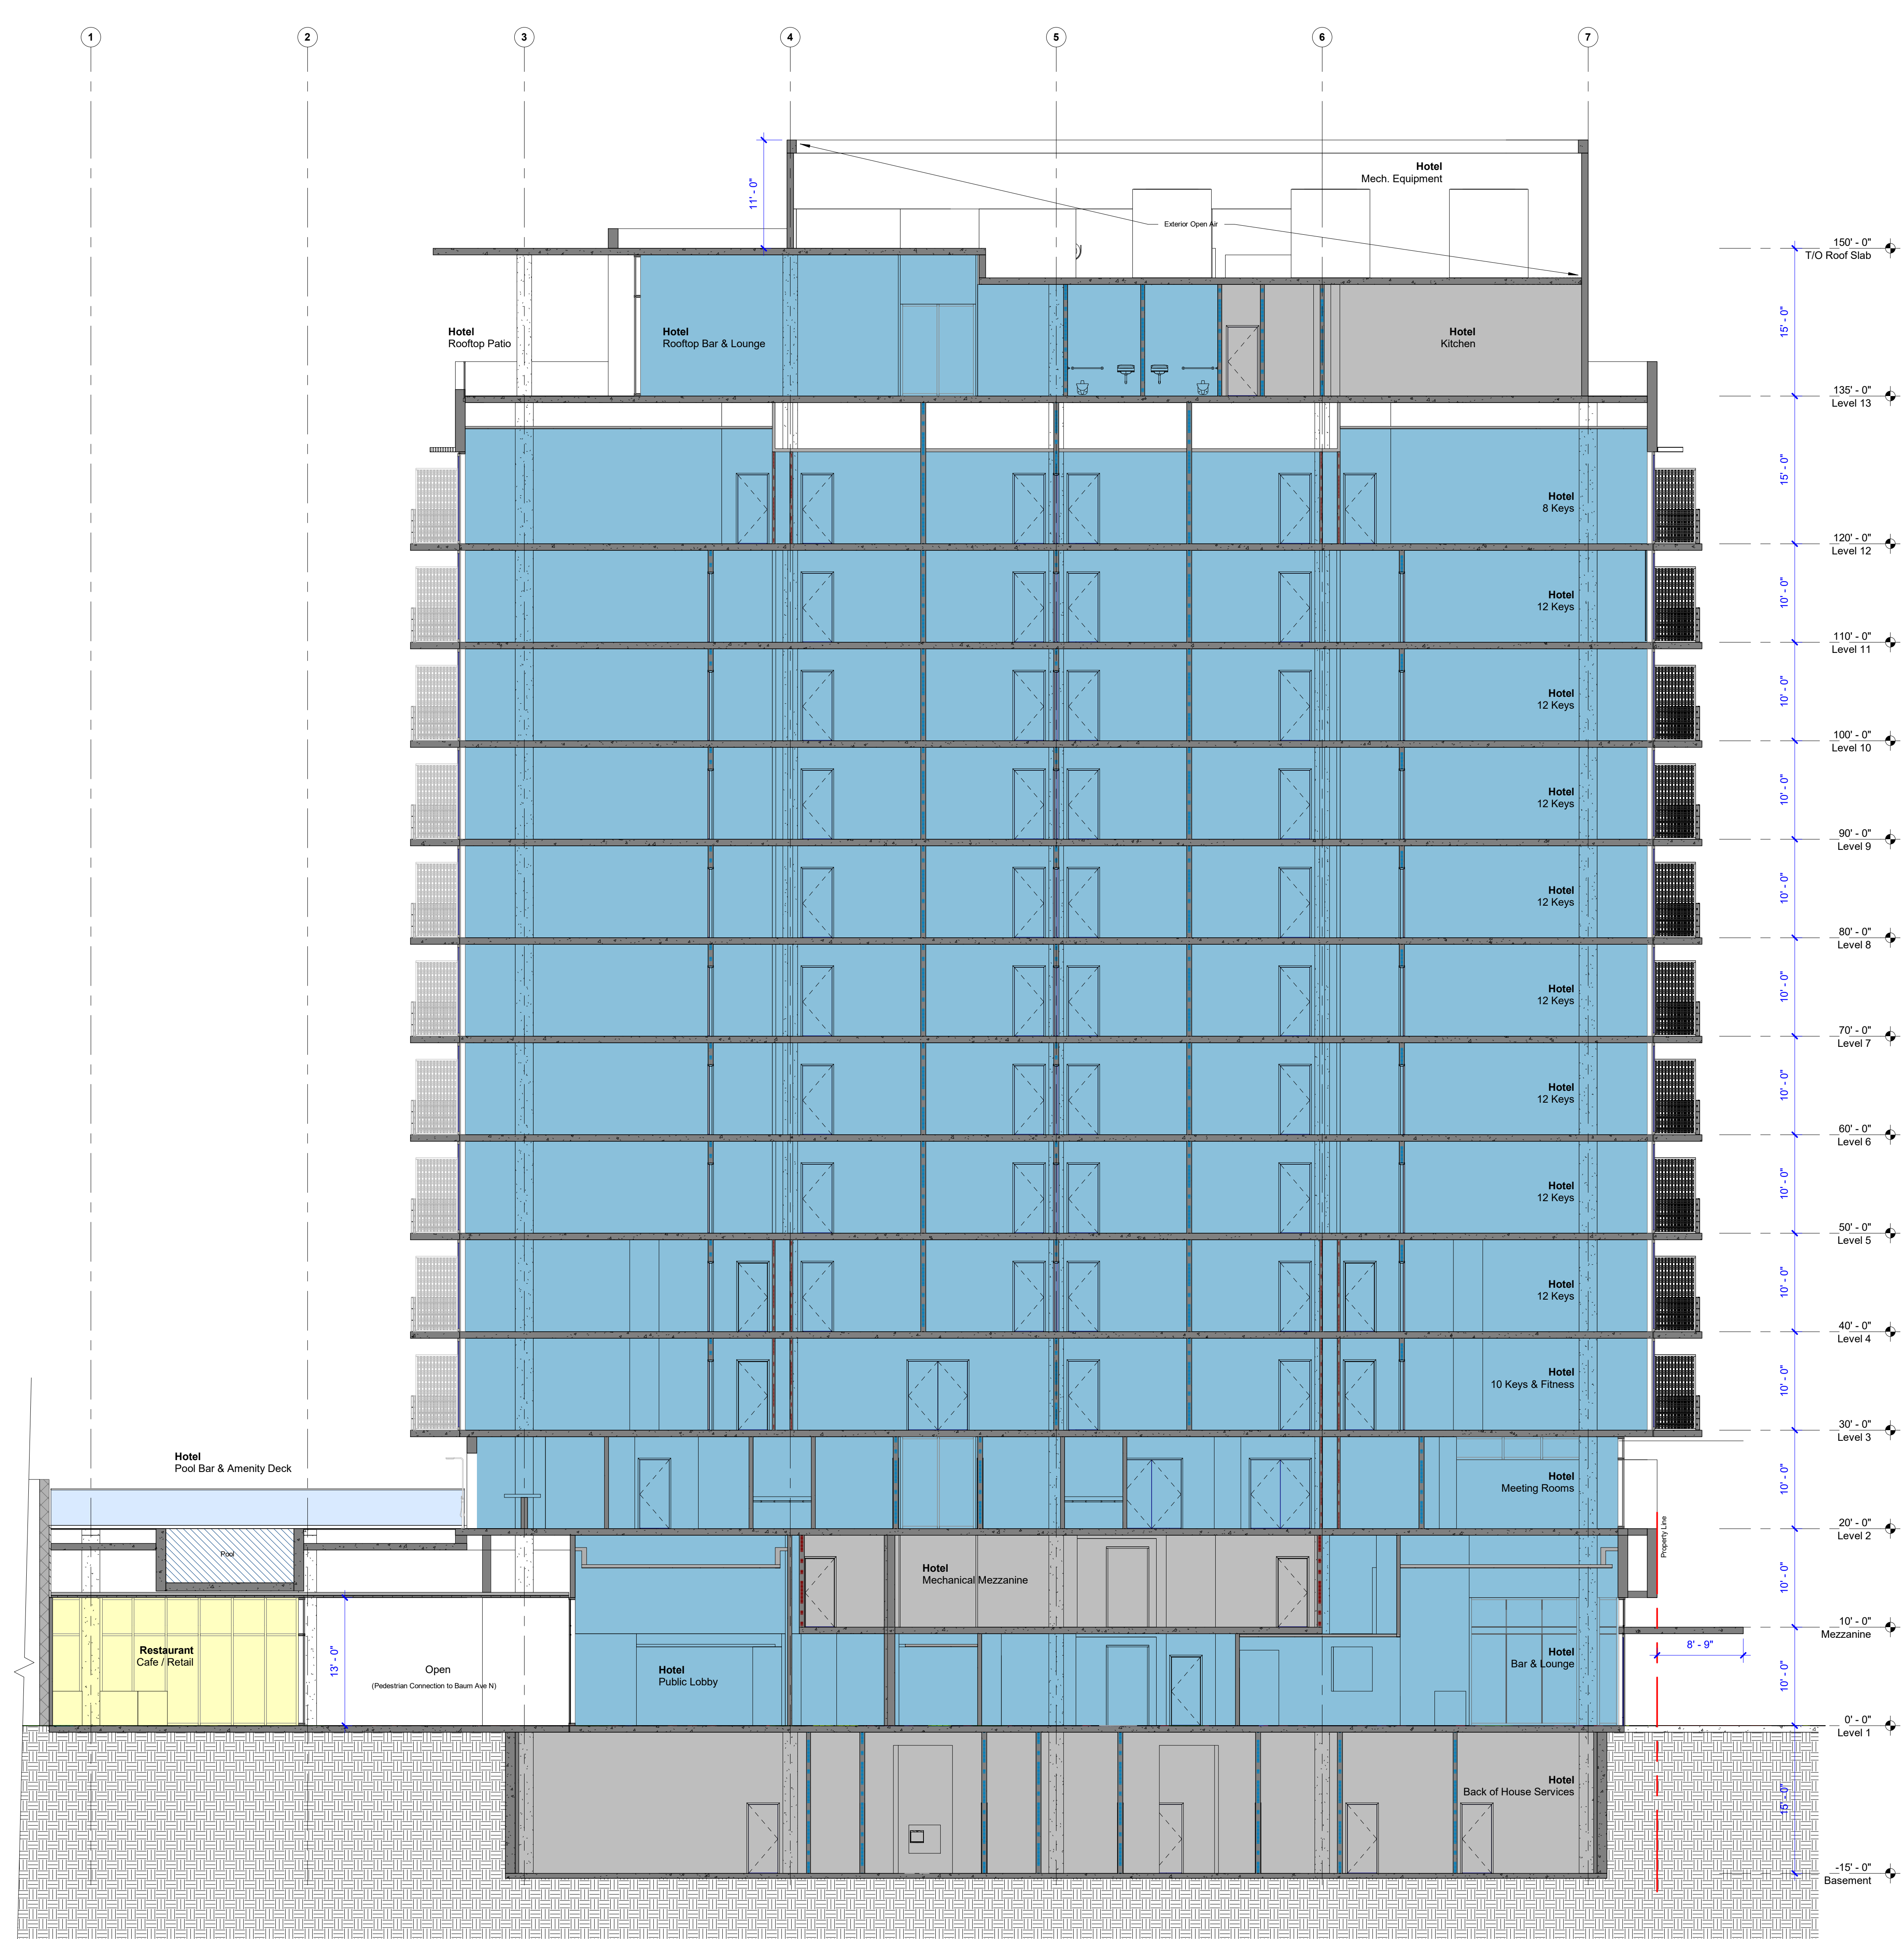 1 2 3 4 5 6 7
11' - 0"
Hotel
Mech. Equipment
Exterior Open Air
150' - 0"
T/O Roof Slab
Hotel
Rooftop Patio
Hotel
Rooftop Bar & Lounge
Hotel
Kitchen
15' - 0"
135' - 0"
Level 13
Hotel
8 Keys
15' - 0"
120' - 0"
Level 12
Hotel
12 Keys
10' - 0"
110' - 0"
Level 11
Hotel
12 Keys
10' - 0"
100' - 0"
Level 10
Hotel
12 Keys
10' - 0"
90' - 0"
Level 9
Hotel
12 Keys
10' - 0"
80' - 0"
Level 8
Hotel
12 Keys
10' - 0"
70' - 0"
Level 7
Hotel
12 Keys
10' - 0"
60' - 0"
Level 6
Hotel
12 Keys
10' - 0"
50' - 0"
Level 5
Hotel
12 Keys
10' - 0"
40' - 0"
Level 4
Hotel
10 Keys & Fitness
10' - 0"
30' - 0"
Level 3
Hotel
Pool Bar & Amenity Deck
Hotel
Meeting Rooms
10' - 0"
20' - 0"
Level 2
Property Line
Pool
Hotel
Mechanical Mezzanine
10' - 0"
10' - 0"
Mezzanine
8' - 9"
Restaurant
Cafe / Retail
13' - 0"
Open
(Pedestrian Connection to Baum Ave N)
Hotel
Public Lobby
Hotel
Bar & Lounge
10' - 0"
0' - 0"
Level 1
Hotel
Back of House Services
15' - 0"
-15' - 0"
Basement